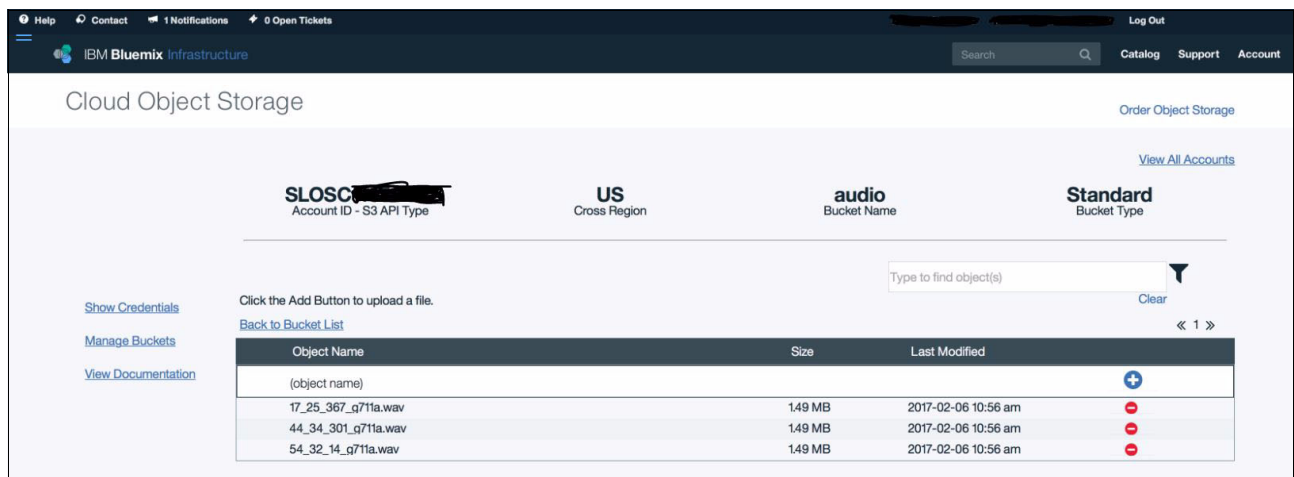 Help Contact 1 Notifications 0 Open Tickets Log Out
IBM Bluemix Infrastructure Search Catalog Support Account
Cloud Object Storage
Order Object Storage
View All Accounts
SLOSC US audio Standard
Account ID - S3 API Type Cross Region Bucket Name Bucket Type
Type to find object(s)
Clear
Show Credentials
Click the Add Button to upload a file.
Back to Bucket List
« 1 »
Manage Buckets
View Documentation
Object Name Size Last Modified
(object name)
17_25_367_g711a.wav 1.49 MB 2017-02-06 10:56 am
44_34_301_g711a.wav 1.49 MB 2017-02-06 10:56 am
54_32_14_g711a.wav 1.49 MB 2017-02-06 10:56 am